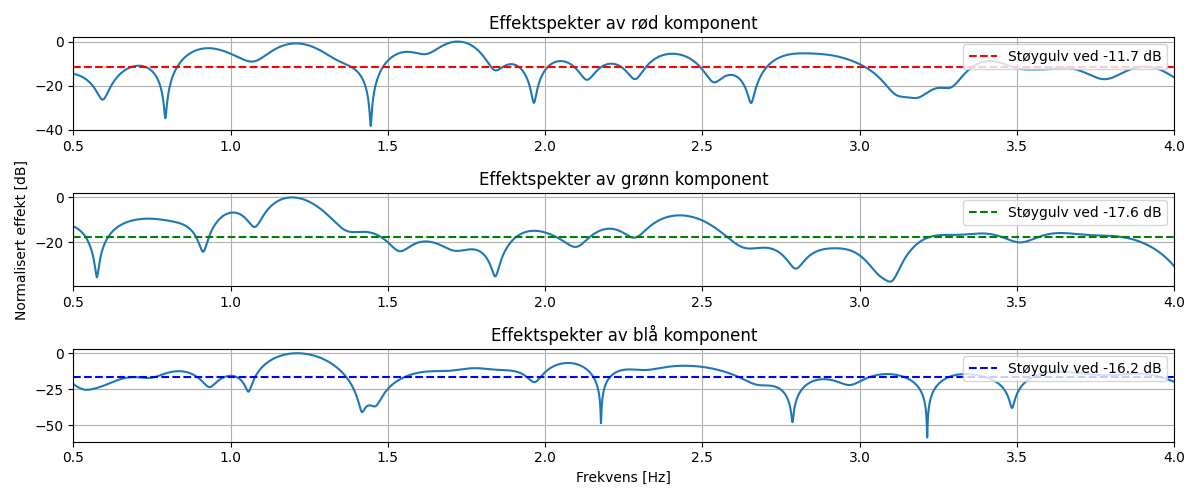 Effektspekter av rød komponent
0
−20
−40
Støygulv ved -11.7 dB
0.5 1.0 1.5 2.0 2.5 3.0 3.5 4.0
Effektspekter av grønn komponent
Normalisert effekt [dB]
0
−20
Støygulv ved -17.6 dB
0.5 1.0 1.5 2.0 2.5 3.0 3.5 4.0
Effektspekter av blå komponent
0
−25
−50
Støygulv ved -16.2 dB
0.5 1.0 1.5 2.0 2.5 3.0 3.5 4.0
Frekvens [Hz]